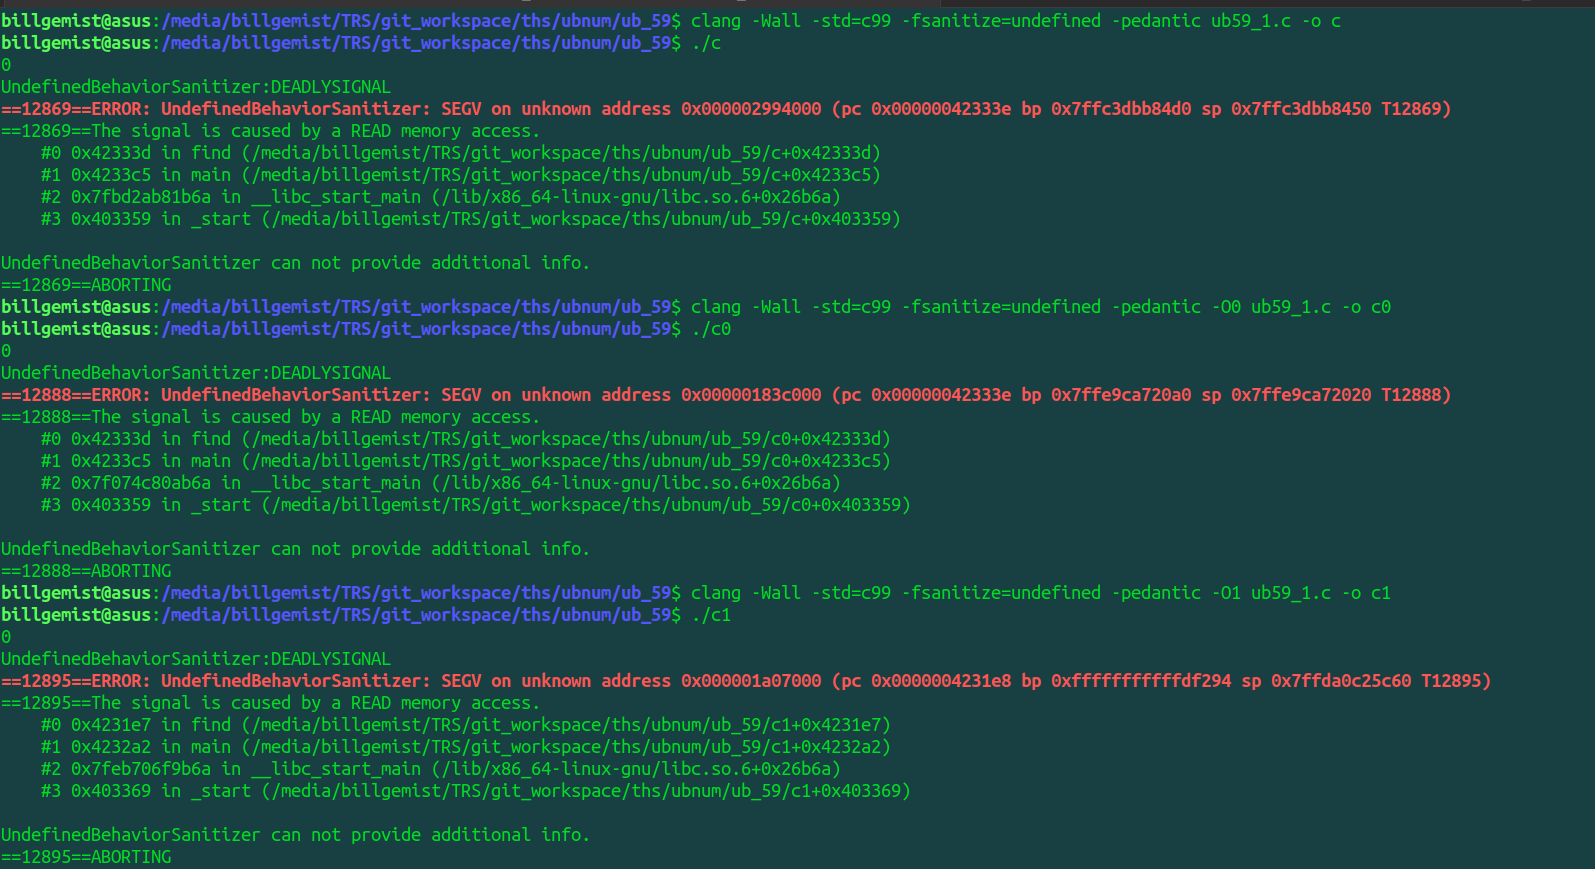 billgemist@asus:/media/billgemist/TRS/git_workspace/ths/ubnum/ub_59$ clang -Wall -std=c99 -fsanitize=undefined -pedantic ub59_1.c -o c
billgemist@asus:/media/billgemist/TRS/git_workspace/ths/ubnum/ub_59$ ./c
0
UndefinedBehaviorSanitizer:DEADLYSIGNAL
==12869==ERROR: UndefinedBehaviorSanitizer: SEGV on unknown address 0x000002994000 (pc 0x00000042333e bp 0x7ffc3dbb84d0 sp 0x7ffc3dbb8450 T12869)
==12869==The signal is caused by a READ memory access.
    #0 0x42333d in find (/media/billgemist/TRS/git_workspace/ths/ubnum/ub_59/c+0x42333d)
    #1 0x4233c5 in main (/media/billgemist/TRS/git_workspace/ths/ubnum/ub_59/c+0x4233c5)
    #2 0x7fbd2ab81b6a in __libc_start_main (/lib/x86_64-linux-gnu/libc.so.6+0x26b6a)
    #3 0x403359 in _start (/media/billgemist/TRS/git_workspace/ths/ubnum/ub_59/c+0x403359)

UndefinedBehaviorSanitizer can not provide additional info.
==12869==ABORTING
billgemist@asus:/media/billgemist/TRS/git_workspace/ths/ubnum/ub_59$ clang -Wall -std=c99 -fsanitize=undefined -pedantic -O0 ub59_1.c -o c0
billgemist@asus:/media/billgemist/TRS/git_workspace/ths/ubnum/ub_59$ ./c0
0
UndefinedBehaviorSanitizer:DEADLYSIGNAL
==12888==ERROR: UndefinedBehaviorSanitizer: SEGV on unknown address 0x00000183c000 (pc 0x00000042333e bp 0x7ffe9ca720a0 sp 0x7ffe9ca72020 T12888)
==12888==The signal is caused by a READ memory access.
    #0 0x42333d in find (/media/billgemist/TRS/git_workspace/ths/ubnum/ub_59/c0+0x42333d)
    #1 0x4233c5 in main (/media/billgemist/TRS/git_workspace/ths/ubnum/ub_59/c0+0x4233c5)
    #2 0x7f074c80ab6a in __libc_start_main (/lib/x86_64-linux-gnu/libc.so.6+0x26b6a)
    #3 0x403359 in _start (/media/billgemist/TRS/git_workspace/ths/ubnum/ub_59/c0+0x403359)

UndefinedBehaviorSanitizer can not provide additional info.
==12888==ABORTING
billgemist@asus:/media/billgemist/TRS/git_workspace/ths/ubnum/ub_59$ clang -Wall -std=c99 -fsanitize=undefined -pedantic -O1 ub59_1.c -o c1
billgemist@asus:/media/billgemist/TRS/git_workspace/ths/ubnum/ub_59$ ./c1
0
UndefinedBehaviorSanitizer:DEADLYSIGNAL
==12895==ERROR: UndefinedBehaviorSanitizer: SEGV on unknown address 0x000001a07000 (pc 0x0000004231e8 bp 0xfffffffffffdf294 sp 0x7ffda0c25c60 T12895)
==12895==The signal is caused by a READ memory access.
    #0 0x4231e7 in find (/media/billgemist/TRS/git_workspace/ths/ubnum/ub_59/c1+0x4231e7)
    #1 0x4232a2 in main (/media/billgemist/TRS/git_workspace/ths/ubnum/ub_59/c1+0x4232a2)
    #2 0x7feb706f9b6a in __libc_start_main (/lib/x86_64-linux-gnu/libc.so.6+0x26b6a)
    #3 0x403369 in _start (/media/billgemist/TRS/git_workspace/ths/ubnum/ub_59/c1+0x403369)

UndefinedBehaviorSanitizer can not provide additional info.
==12895==ABORTING